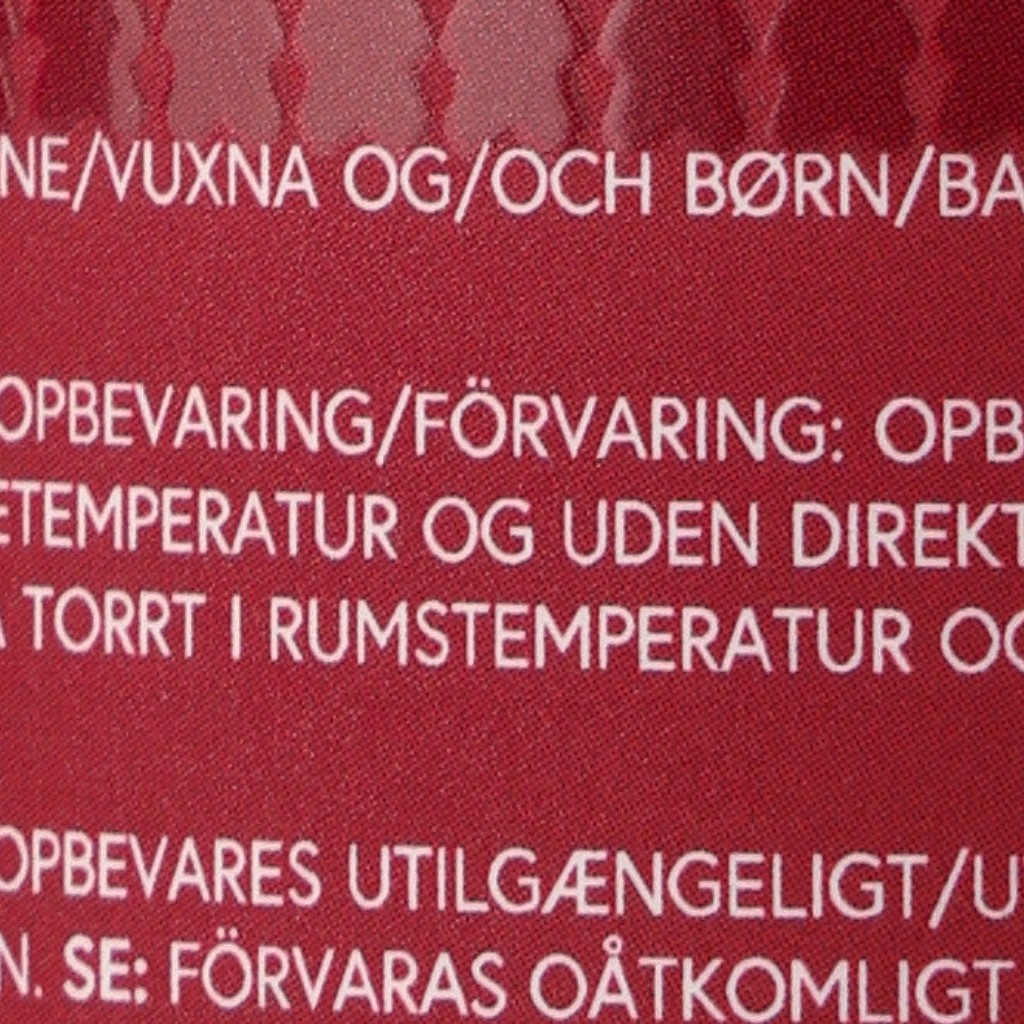 NE/VUXNA OG/OCH BØRN/BA
OPBEVARING/FÖRVARING: OPB
ETEMPERATUR OG UDEN DIREKT
A TORRT I RUMSTEMPERATUR OG
OPBEVARES UTILGÆNGELIGT/U
N. SE: FÖRVARAS OÅTKOMLIGT